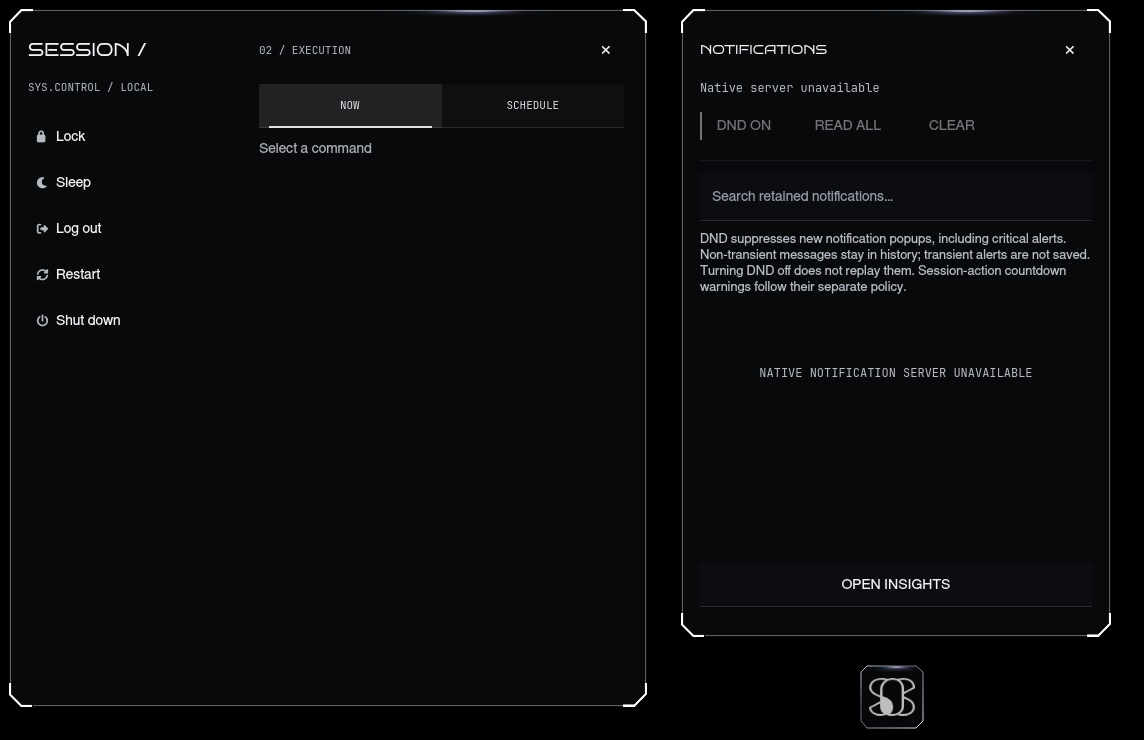 SESSION /
SYS.CONTROL / LOCAL
Lock
Sleep
Log out
Restart
Shut down
02 / EXECUTION
NOW
SCHEDULE
Select a command
NOTIFICATIONS
Native server unavailable
DND ON
READ ALL
CLEAR
Search retained notifications...
DND suppresses new notification popups, including critical alerts.
Non-transient messages stay in history; transient alerts are not saved.
Turning DND off does not replay them. Session-action countdown
warnings follow their separate policy.
NATIVE NOTIFICATION SERVER UNAVAILABLE
OPEN INSIGHTS